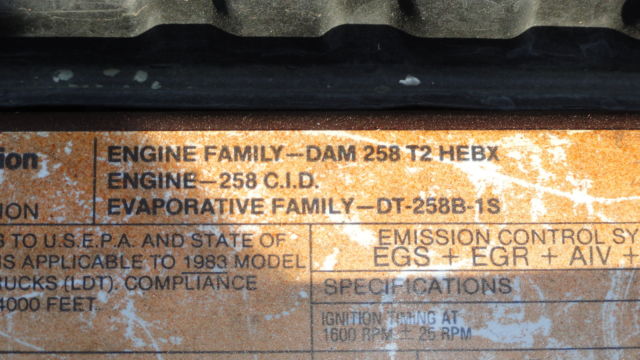 ion
ENGINE FAMILY—DAM 258 T2 HEBX
ENGINE—258 C.I.D.
ION
EVAPORATIVE FAMILY—DT-258B-1S
TO U.S.E.P.A. AND STATE OF
IS APPLICABLE TO 1983 MODEL
RUCKS (LDT). COMPLIANCE
4000 FEET.
EMISSION CONTROL SY
EGS + EGR + AIV +
SPECIFICATIONS
IGNITION TIMING AT
1600 RPM ± 25 RPM